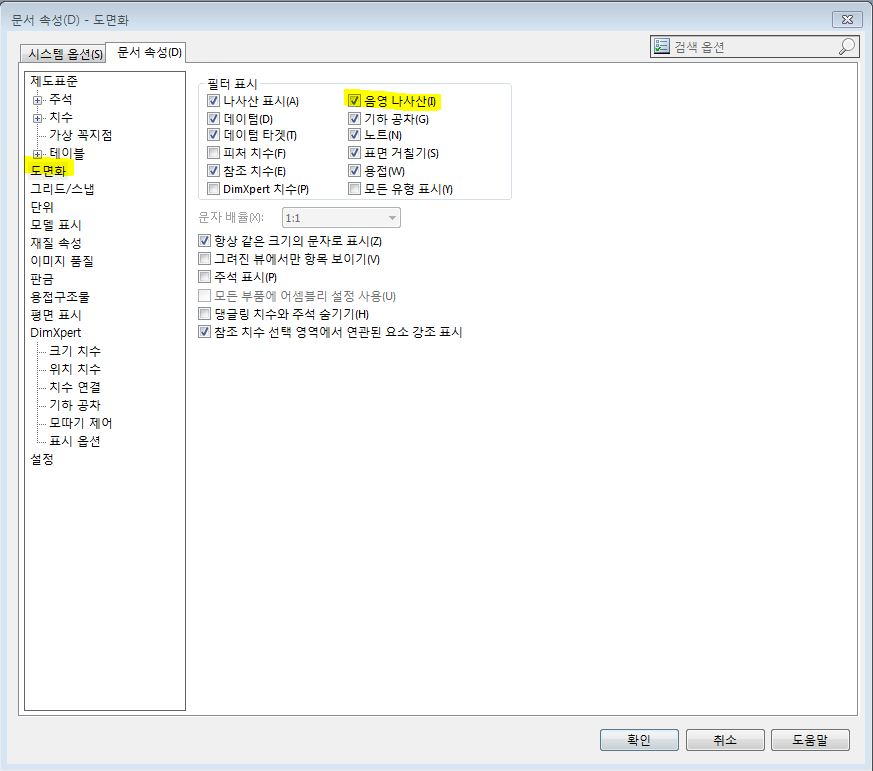 문서 속성(D) - 도면화
시스템 옵션(S)
문서 속성(D)
검색 옵션
제도표준
주석
치수
가상 꼭지점
테이블
도면화
그리드/스냅
단위
모델 표시
재질 속성
이미지 품질
판금
용접구조물
평면 표시
DimXpert
크기 치수
위치 치수
치수 연결
기하 공차
모따기 제어
표시 옵션
설정
필터 표시
나사산 표시(A)
음영 나사산(I)
데이텀(D)
기하 공차(G)
데이텀 타겟(T)
노트(N)
피처 치수(F)
표면 거칠기(S)
참조 치수(E)
용접(W)
DimXpert 치수(P)
모든 유형 표시(Y)
문자 배율(X):
1:1
항상 같은 크기의 문자로 표시(Z)
그려진 뷰에서만 항목 보이기(V)
주석 표시(P)
모든 부품에 어셈블리 설정 사용(U)
댕글링 치수와 주석 숨기기(H)
참조 치수 선택 영역에서 연관된 요소 강조 표시
확인
취소
도움말